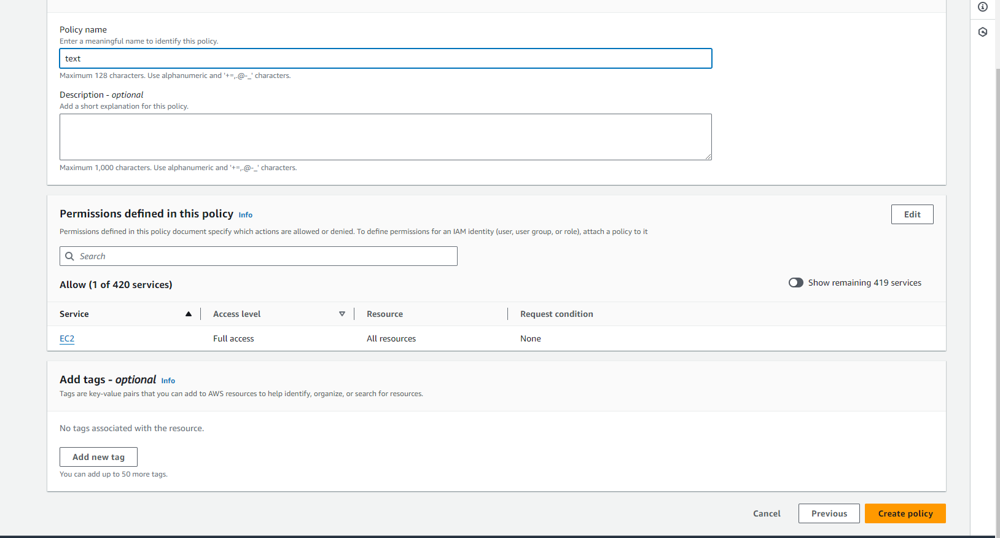 Policy name
Enter a meaningful name to identify this policy.
text
Maximum 128 characters. Use alphanumeric and '+=,.@-_' characters.
Description - optional
Add a short explanation for this policy.
Maximum 1,000 characters. Use alphanumeric and '+=,.@-_' characters.
Permissions defined in this policy Info
Edit
Permissions defined in this policy document specify which actions are allowed or denied. To define permissions for an IAM identity (user, user group, or role), attach a policy to it
Search
Allow (1 of 420 services)
Show remaining 419 services
Service Access level Resource Request condition
EC2 Full access All resources None
Add tags - optional Info
Tags are key-value pairs that you can add to AWS resources to help identify, organize, or search for resources.
No tags associated with the resource.
Add new tag
You can add up to 50 more tags.
Cancel Previous Create policy